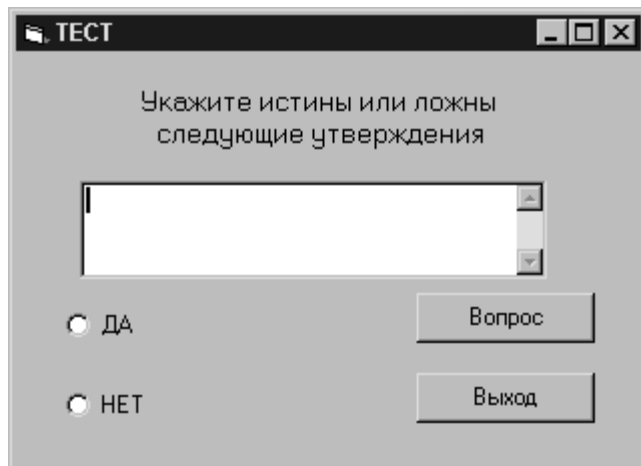 ТЕСТ
Укажите истины или ложны
следующие утверждения
ДА
Вопрос
НЕТ
Выход